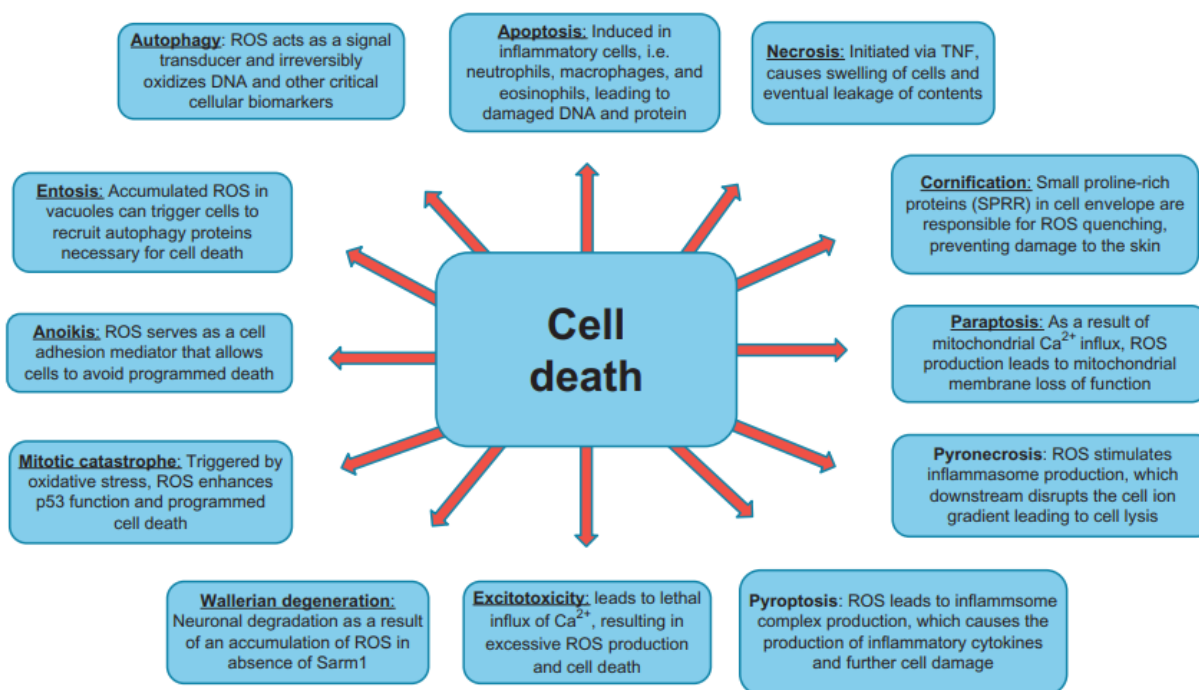 Autophagy: ROS acts as a signal
transducer and irreversibly
oxidizes DNA and other critical
cellular biomarkers
Apoptosis: Induced in
inflammatory cells, i.e.
neutrophils, macrophages, and
eosinophils, leading to
damaged DNA and protein
Necrosis: Initiated via TNF,
causes swelling of cells and
eventual leakage of contents
Entosis: Accumulated ROS in
vacuoles can trigger cells to
recruit autophagy proteins
necessary for cell death
Cornification: Small proline-rich
proteins (SPRR) in cell envelope are
responsible for ROS quenching,
preventing damage to the skin
Cell
death
Anoikis: ROS serves as a cell
adhesion mediator that allows
cells to avoid programmed death
Paraptosis: As a result of
mitochondrial Ca²⁺ influx, ROS
production leads to mitochondrial
membrane loss of function
Mitotic catastrophe: Triggered by
oxidative stress, ROS enhances
p53 function and programmed
cell death
Pyronecrosis: ROS stimulates
inflammasome production, which
downstream disrupts the cell ion
gradient leading to cell lysis
Wallerian degeneration:
Neuronal degradation as a result
of an accumulation of ROS in
absence of Sarm1
Excitotoxicity: leads to lethal
influx of Ca²⁺, resulting in
excessive ROS production
and cell death
Pyroptosis: ROS leads to inflammsome
complex production, which causes the
production of inflammatory cytokines
and further cell damage